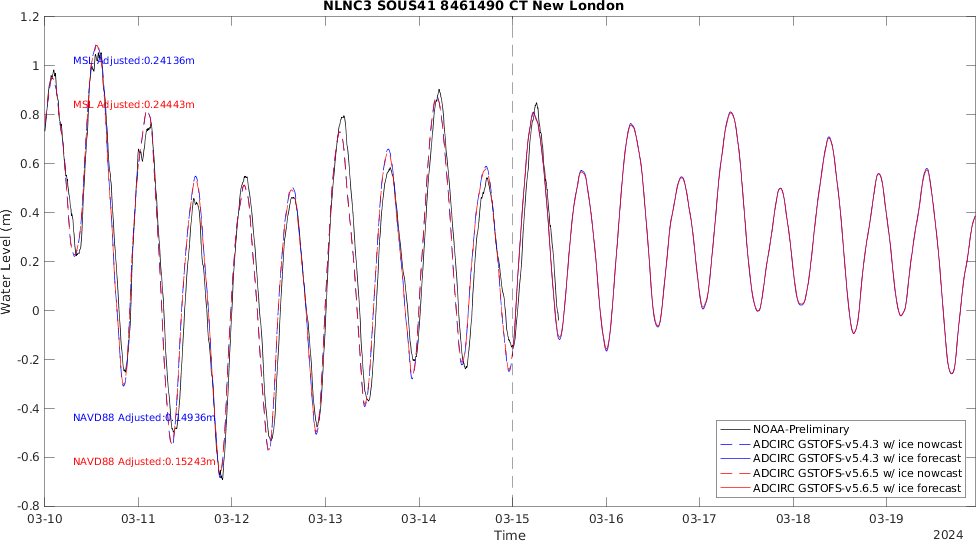 NLNC3 SOUS41 8461490 CT New London
1.2
1
0.8
0.6
0.4
0.2
0
-0.2
-0.4
-0.6
-0.8
Water Level (m)
MSL Adjusted:0.24136m
MSL Adjusted:0.24443m
NAVD88 Adjusted:0.14936m
NAVD88 Adjusted:0.15243m
NOAA-Preliminary
ADCIRC GSTOFS-v5.4.3 w/ ice nowcast
ADCIRC GSTOFS-v5.4.3 w/ ice forecast
ADCIRC GSTOFS-v5.6.5 w/ ice nowcast
ADCIRC GSTOFS-v5.6.5 w/ ice forecast
03-10 03-11 03-12 03-13 03-14 03-15 03-16 03-17 03-18 03-19
Time
2024